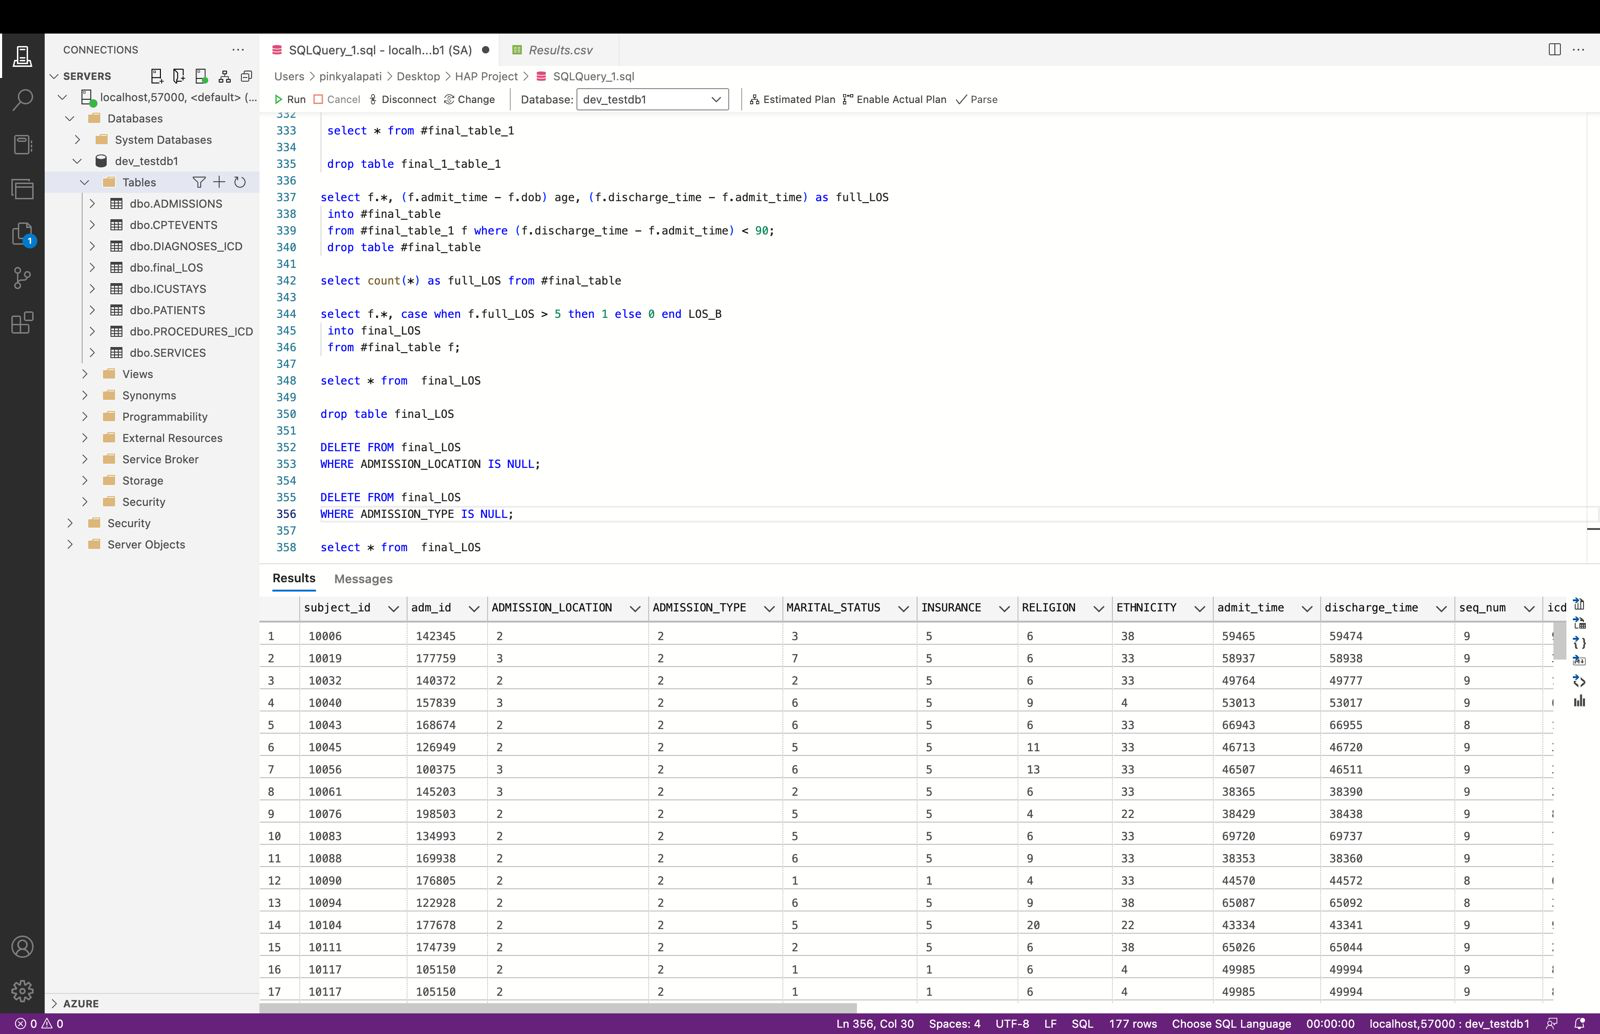 CONNECTIONS ···
SQLQuery_1.sql - localh...b1 (SA) ●
Results.csv
SERVERS
Users > pinkyalapati > Desktop > HAP Project > SQLQuery_1.sql
localhost,57000, <default> (...
Run Cancel Disconnect Change Database: dev_testdb1 Estimated Plan Enable Actual Plan Parse
Databases
System Databases
dev_testdb1
Tables
dbo.ADMISSIONS
dbo.CPTEVENTS
dbo.DIAGNOSES_ICD
dbo.final_LOS
dbo.ICUSTAYS
dbo.PATIENTS
dbo.PROCEDURES_ICD
dbo.SERVICES
Views
Synonyms
Programmability
External Resources
Service Broker
Storage
Security
Security
Server Objects
1
AZURE
332
333 select * from #final_table_1
334
335 drop table final_1_table_1
336
337 select f.*, (f.admit_time - f.dob) age, (f.discharge_time - f.admit_time) as full_LOS
338 into #final_table
339 from #final_table_1 f where (f.discharge_time - f.admit_time) < 90;
340 drop table #final_table
341
342 select count(*) as full_LOS from #final_table
343
344 select f.*, case when f.full_LOS > 5 then 1 else 0 end LOS_B
345 into final_LOS
346 from #final_table f;
347
348 select * from  final_LOS
349
350 drop table final_LOS
351
352 DELETE FROM final_LOS
353 WHERE ADMISSION_LOCATION IS NULL;
354
355 DELETE FROM final_LOS
356 WHERE ADMISSION_TYPE IS NULL;
357
358 select * from  final_LOS
Results Messages
subject_id adm_id ADMISSION_LOCATION ADMISSION_TYPE MARITAL_STATUS INSURANCE RELIGION ETHNICITY admit_time discharge_time seq_num icd
1 10006 142345 2 2 3 5 6 38 59465 59474 9
2 10019 177759 3 2 7 5 6 33 58937 58938 9
3 10032 140372 2 2 2 5 6 33 49764 49777 9
4 10040 157839 3 2 6 5 9 4 53013 53017 9
5 10043 168674 2 2 6 5 6 33 66943 66955 8
6 10045 126949 2 2 5 5 11 33 46713 46720 9
7 10056 100375 3 2 6 5 13 33 46507 46511 9
8 10061 145203 3 2 2 5 6 33 38365 38390 9
9 10076 198503 2 2 5 5 4 22 38429 38438 9
10 10083 134993 2 2 5 5 6 33 69720 69737 9
11 10088 169938 2 2 6 5 9 33 38353 38360 9
12 10090 176805 2 2 1 1 4 33 44570 44572 8
13 10094 122928 2 2 6 5 9 38 65087 65092 8
14 10104 177678 2 2 5 5 20 22 43334 43341 9
15 10111 174739 2 2 2 5 6 38 65026 65044 9
16 10117 105150 2 2 1 1 6 4 49985 49994 9
17 10117 105150 2 2 1 1 6 4 49985 49994 9
0 0 Ln 356, Col 30 Spaces: 4 UTF-8 LF SQL 177 rows Choose SQL Language 00:00:00 localhost,57000 : dev_testdb1